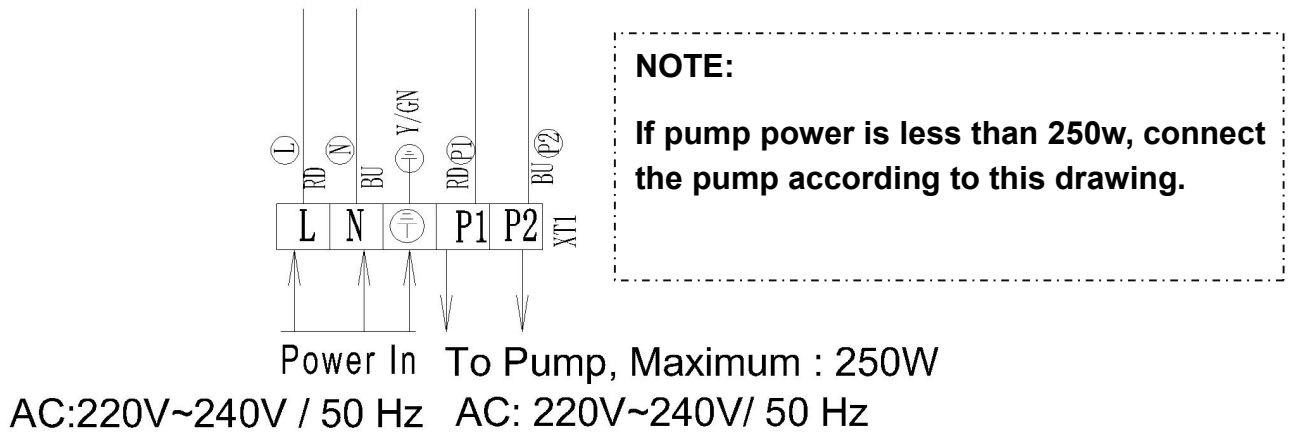 NOTE:
If pump power is less than 250w, connect
the pump according to this drawing.
L N Y/GN P1 P2
RD BU RD BU
L N P1 P2 XT1
Power In To Pump, Maximum : 250W
AC:220V~240V / 50 Hz AC: 220V~240V/ 50 Hz